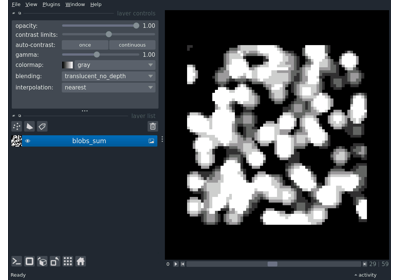 File View Plugins Window Help
layer controls
opacity: 1.00
contrast limits:
auto-contrast: once continuous
gamma: 1.00
colormap: gray
blending: translucent_no_depth
interpolation: nearest
layer list
blobs_sum
29 59
Ready activity